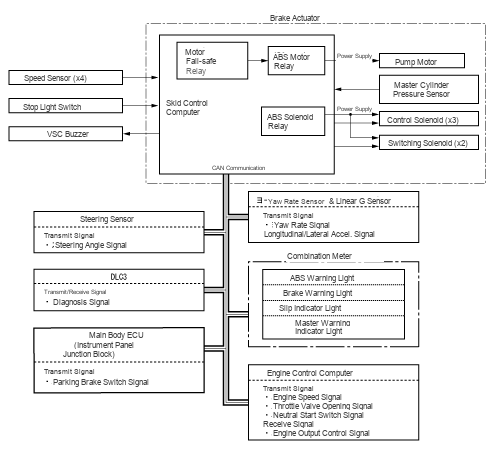 Brake Actuator
Motor
Fail-safe
Relay
ABS Motor
Relay
Power Supply
Pump Motor
Speed Sensor (x4)
Stop Light Switch
VSC Buzzer
Skid Control
Computer
Master Cylinder
Pressure Sensor
ABS Solenoid
Relay
Power Supply
Control Solenoid (x3)
Switching Solenoid (x2)
CAN Communication
Yaw Rate Sensor & Linear G Sensor
Transmit Signal
・Yaw Rate Signal
Longitudinal/Lateral Accel. Signal
Steering Sensor
Transmit Signal
・Steering Angle Signal
Combination Meter
ABS Warning Light
Brake Warning Light
Slip Indicator Light
Master Warning
Indicator Light
DLC3
Transmit/Receive Signal
・ Diagnosis Signal
Main Body ECU
(Instrument Panel
Junction Block)
Transmit Signal
・ Parking Brake Switch Signal
Engine Control Computer
Transmit Signal
・ Engine Speed Signal
・ Throttle Valve Opening Signal
・ Neutral Start Switch Signal
Receive Signal
・ Engine Output Control Signal